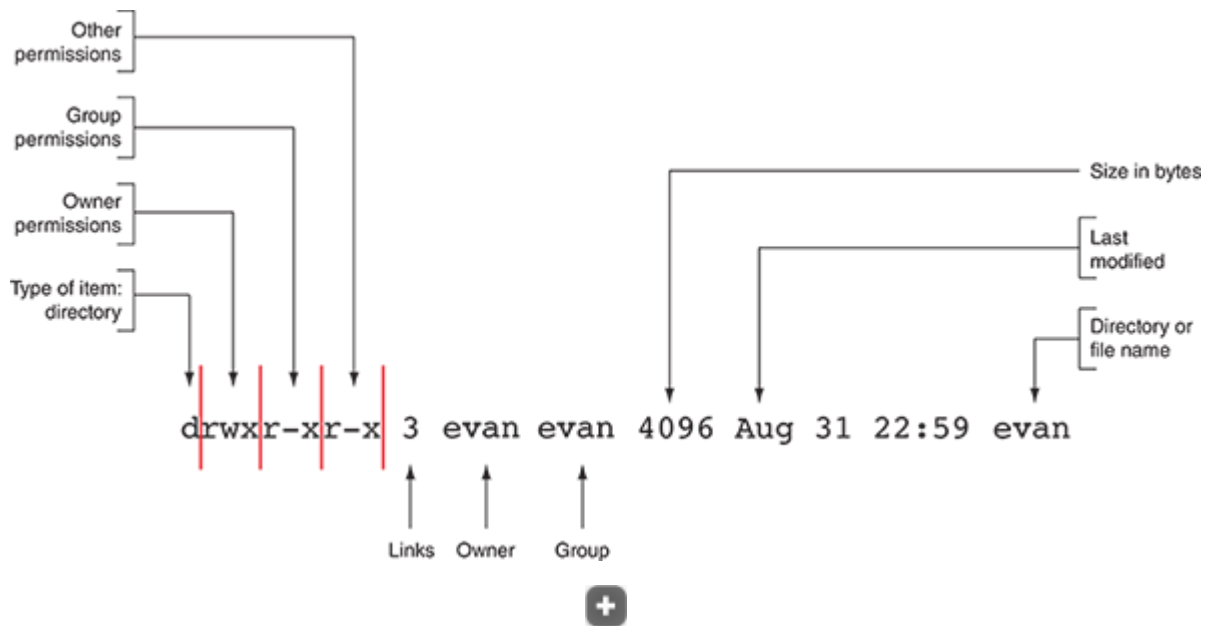 Other
permissions
Group
permissions
Owner
permissions
Type of item:
directory
Size in bytes
Last
modified
Directory or
file name
drwxr-xr-x 3 evan evan 4096 Aug 31 22:59 evan
Links Owner Group